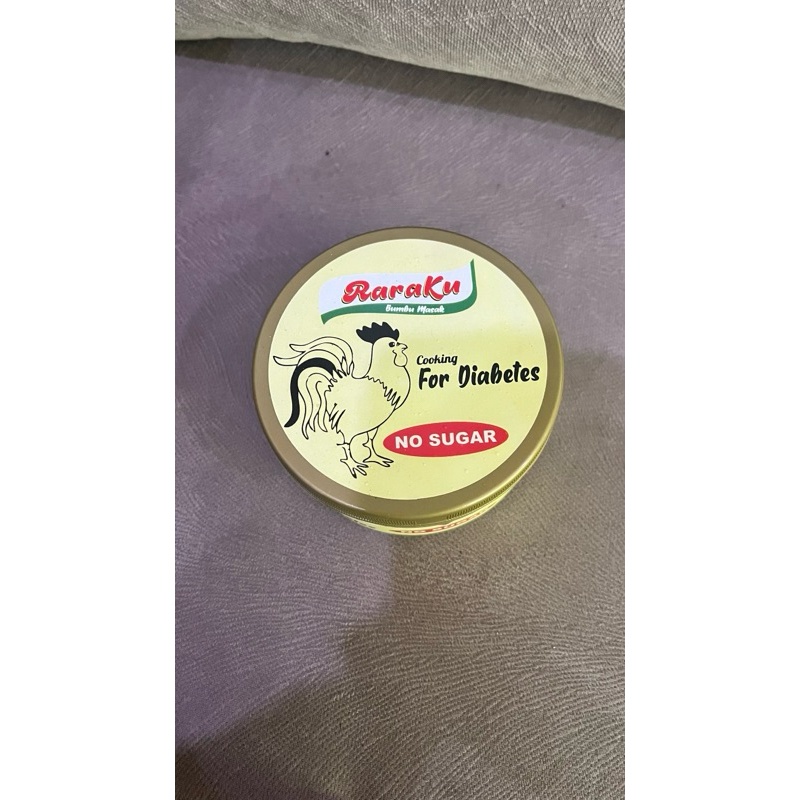 RaraKu
Bumbu Masak
Cooking
For Diabetes
NO SUGAR